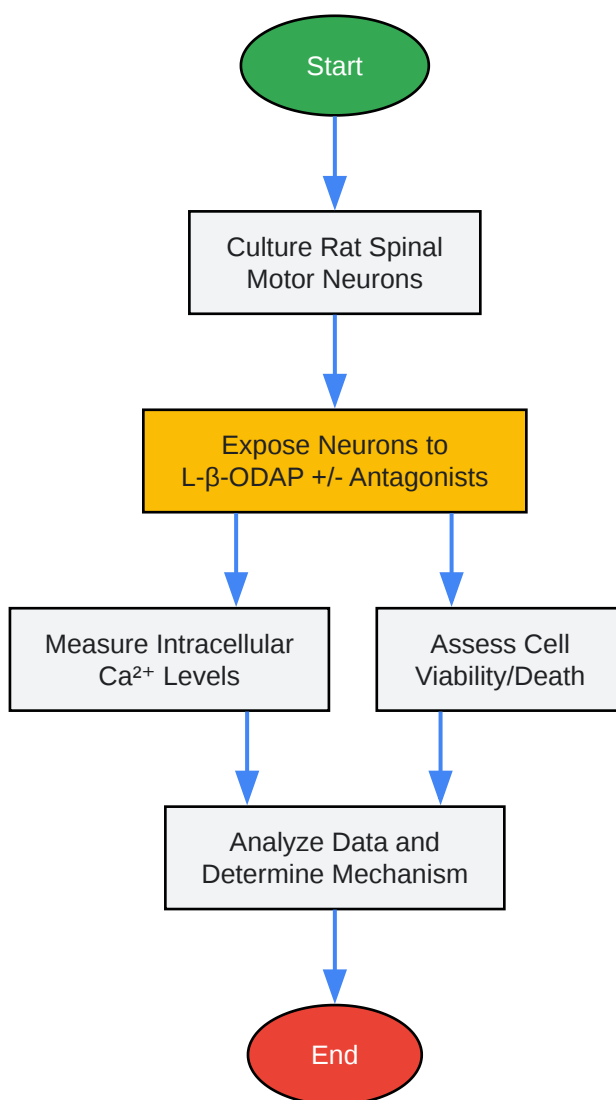 Start
Culture Rat Spinal
Motor Neurons
Expose Neurons to
L-β-ODAP +/- Antagonists
Measure Intracellular
Ca²⁺ Levels
Assess Cell
Viability/Death
Analyze Data and
Determine Mechanism
End